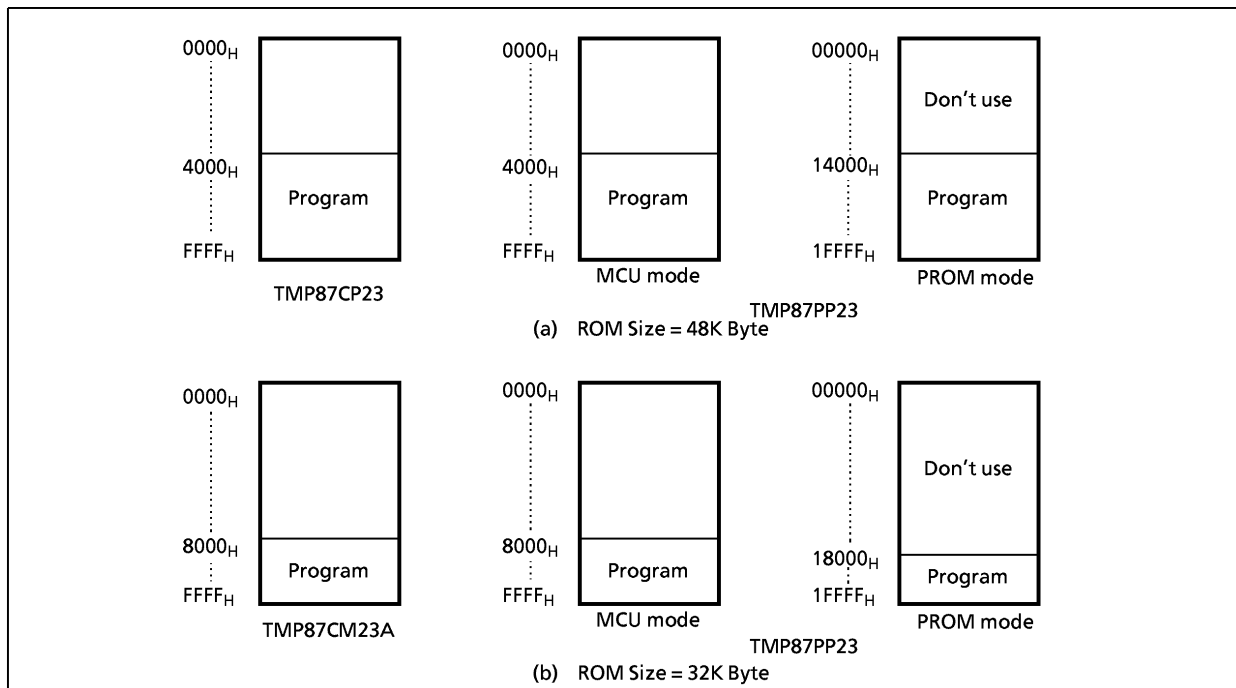 0000H
4000H
Program
FFFFH
TMP87CP23
0000H
4000H
Program
FFFFH
MCU mode
00000H
Don't use
14000H
Program
1FFFFH
PROM mode
TMP87PP23
(a) ROM Size = 48K Byte
0000H
8000H
Program
FFFFH
TMP87CM23A
0000H
8000H
Program
FFFFH
MCU mode
00000H
Don't use
18000H
Program
1FFFFH
PROM mode
TMP87PP23
(b) ROM Size = 32K Byte